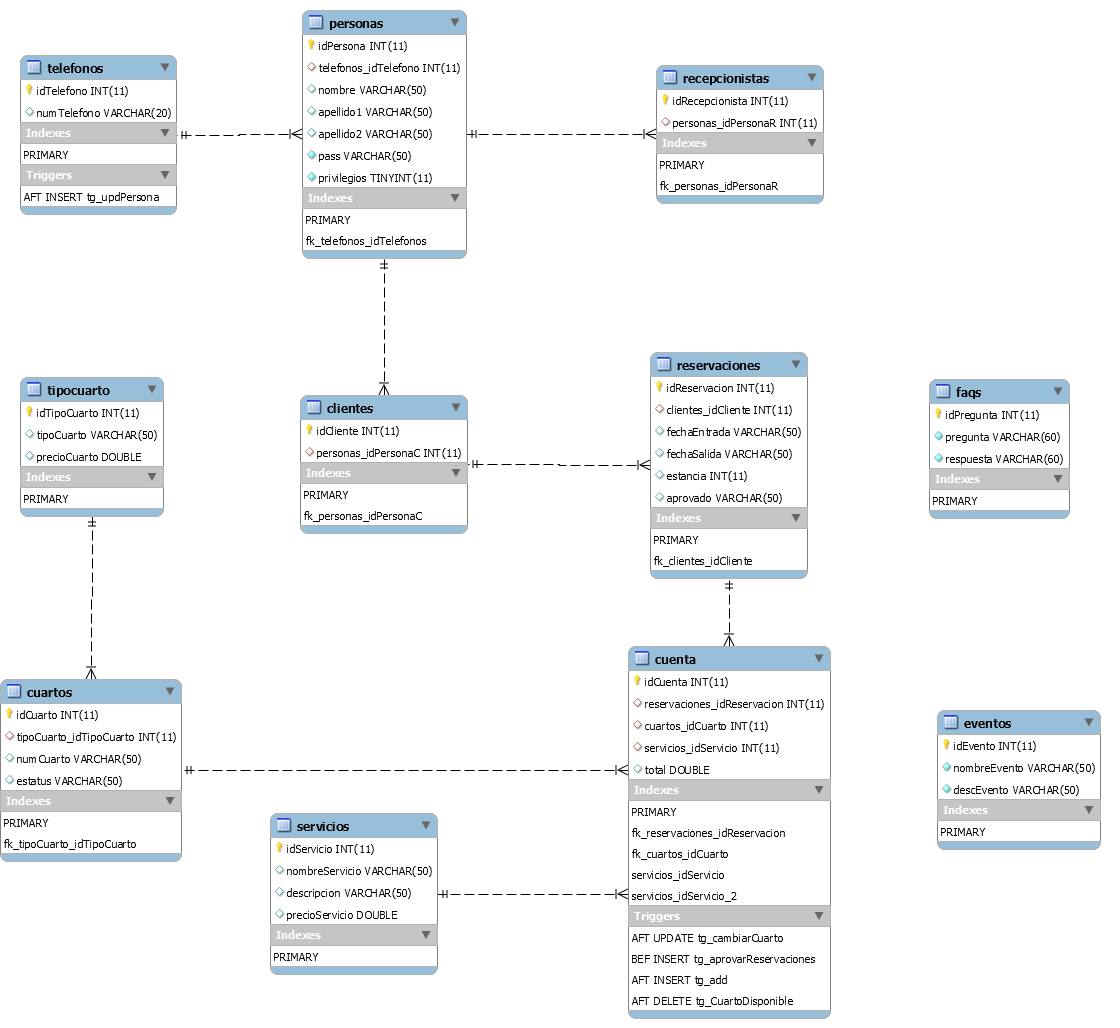 personas
idPersona INT(11)
telefonos_idTelefono INT(11)
nombre VARCHAR(50)
apellido1 VARCHAR(50)
apellido2 VARCHAR(50)
pass VARCHAR(50)
privilegios TINYINT(11)
Indexes
PRIMARY
fk_telefonos_idTelefonos
telefonos
idTelefono INT(11)
numTelefono VARCHAR(20)
Indexes
PRIMARY
Triggers
AFT INSERT tg_updPersona
recepcionistas
idRecepcionista INT(11)
personas_idPersonaR INT(11)
Indexes
PRIMARY
fk_personas_idPersonaR
tipocuarto
idTipoCuarto INT(11)
tipoCuarto VARCHAR(50)
precioCuarto DOUBLE
Indexes
PRIMARY
clientes
idCliente INT(11)
personas_idPersonaC INT(11)
Indexes
PRIMARY
fk_personas_idPersonaC
reservaciones
idReservacion INT(11)
clientes_idCliente INT(11)
fechaEntrada VARCHAR(50)
fechaSalida VARCHAR(50)
estancia INT(11)
aprovado VARCHAR(50)
Indexes
PRIMARY
fk_clientes_idCliente
faqs
idPregunta INT(11)
pregunta VARCHAR(60)
respuesta VARCHAR(60)
Indexes
PRIMARY
cuartos
idCuarto INT(11)
tipoCuarto_idTipoCuarto INT(11)
numCuarto VARCHAR(50)
estatus VARCHAR(50)
Indexes
PRIMARY
fk_tipoCuarto_idTipoCuarto
servicios
idServicio INT(11)
nombreServicio VARCHAR(50)
descripcion VARCHAR(50)
precioServicio DOUBLE
Indexes
PRIMARY
cuenta
idCuenta INT(11)
reservaciones_idReservacion INT(11)
cuartos_idCuarto INT(11)
servicios_idServicio INT(11)
total DOUBLE
Indexes
PRIMARY
fk_reservaciones_idReservacion
fk_cuartos_idCuarto
servicios_idServicio
servicios_idServicio_2
Triggers
AFT UPDATE tg_cambiarCuarto
BEF INSERT tg_aprovarReservaciones
AFT INSERT tg_add
AFT DELETE tg_CuartoDisponible
eventos
idEvento INT(11)
nombreEvento VARCHAR(50)
descEvento VARCHAR(50)
Indexes
PRIMARY